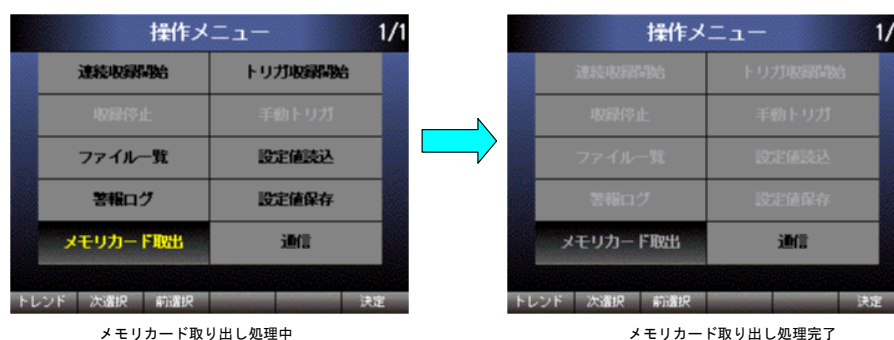 操作メニュー 1/1
連続収録開始 トリガ収録開始
収録停止 手動トリガ
ファイル一覧 設定値読込
警報ログ 設定値保存
メモリカード取出 通信
トレンド 次選択 前選択 決定
メモリカード取り出し処理中
操作メニュー 1/
連続収録開始 トリガ収録開始
収録停止 手動トリガ
ファイル一覧 設定値読込
警報ログ 設定値保存
メモリカード取出 通信
トレンド 次選択 前選択 決定
メモリカード取り出し処理完了